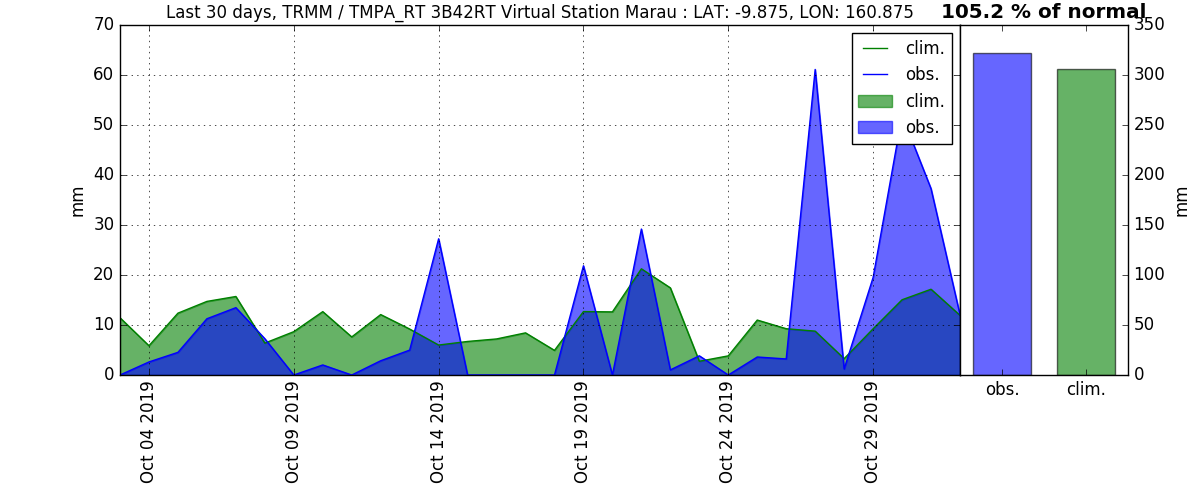 Last 30 days, TRMM / TMPA_RT 3B42RT Virtual Station Marau : LAT: -9.875, LON: 160.875
105.2 % of normal
70
60
50
40
30
20
10
0
mm
clim.
obs.
clim.
obs.
350
300
250
200
150
100
50
0
mm
Oct 04 2019
Oct 09 2019
Oct 14 2019
Oct 19 2019
Oct 24 2019
Oct 29 2019
obs.
clim.